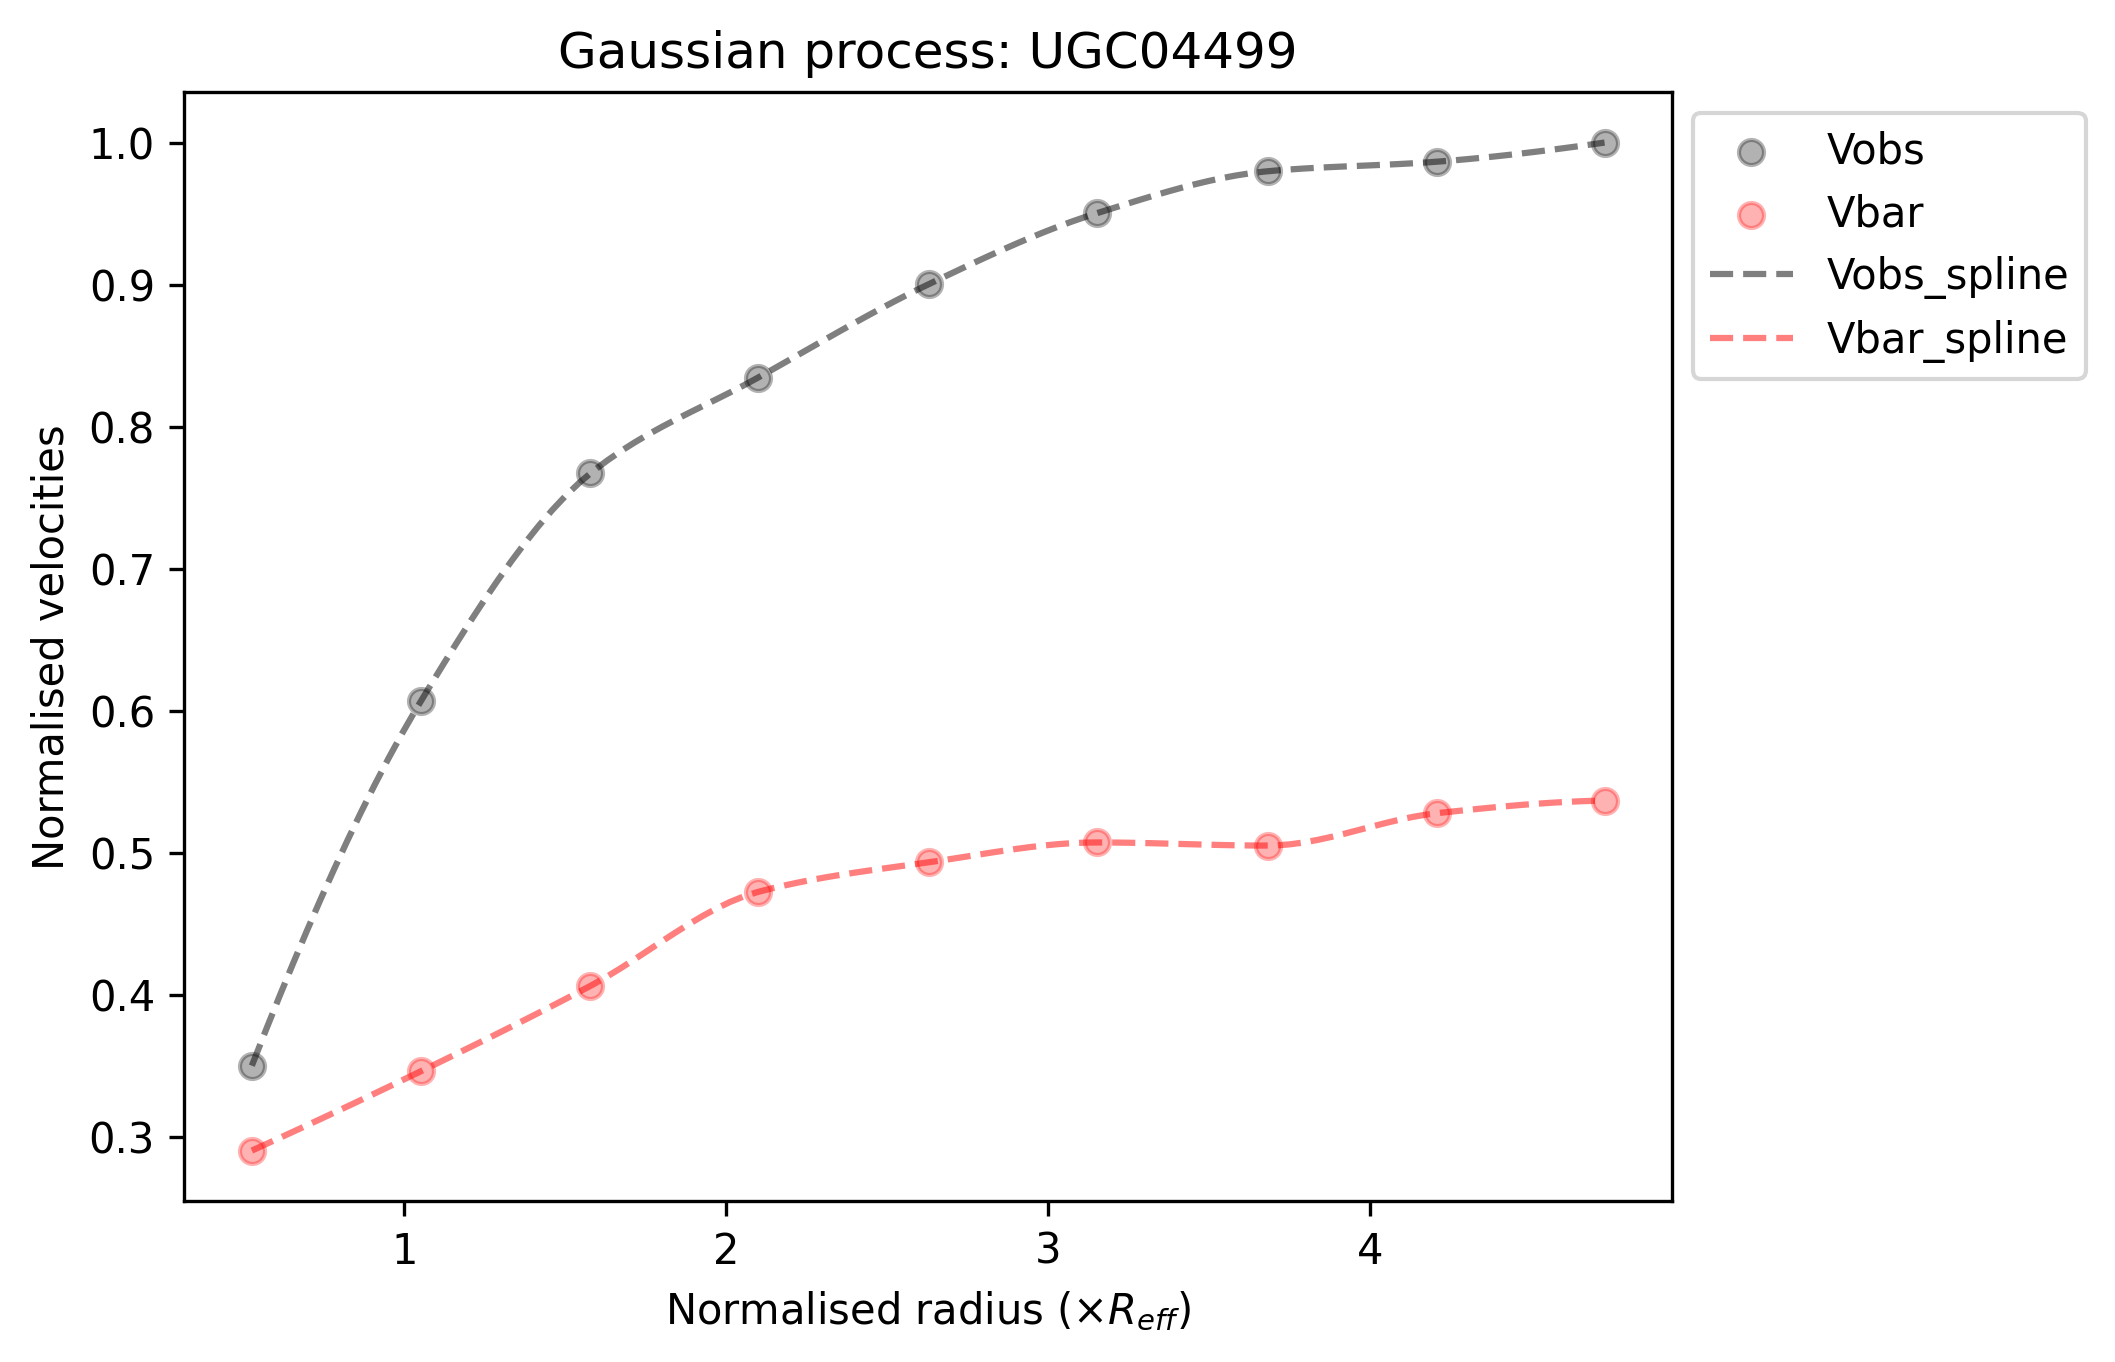 Gaussian process: UGC04499
Normalised velocities
1.0
0.9
0.8
0.7
0.6
0.5
0.4
0.3
1 2 3 4
Normalised radius (×R_eff)
Vobs
Vbar
Vobs_spline
Vbar_spline